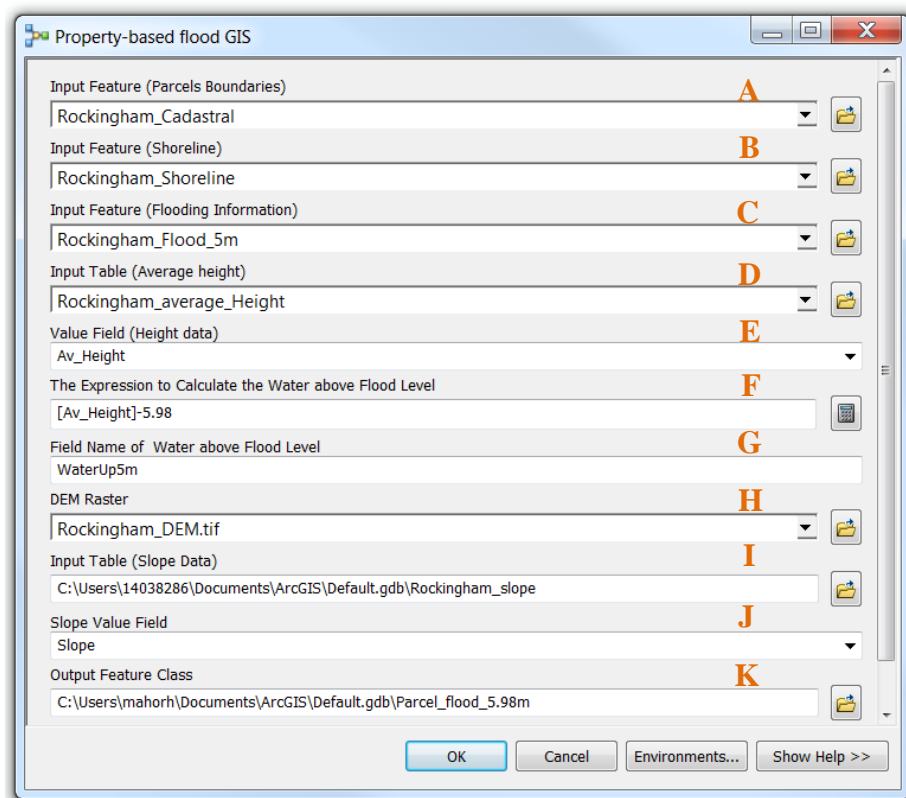 Property-based flood GIS
Input Feature (Parcels Boundaries)
A
Rockingham_Cadastral
Input Feature (Shoreline)
B
Rockingham_Shoreline
Input Feature (Flooding Information)
C
Rockingham_Flood_5m
Input Table (Average height)
D
Rockingham_average_Height
Value Field (Height data)
E
Av_Height
The Expression to Calculate the Water above Flood Level
F
[Av_Height]-5.98
Field Name of  Water above Flood Level
G
WaterUp5m
DEM Raster
H
Rockingham_DEM.tif
Input Table (Slope Data)
I
C:\Users\14038286\Documents\ArcGIS\Default.gdb\Rockingham_slope
Slope Value Field
J
Slope
Output Feature Class
K
C:\Users\mahorh\Documents\ArcGIS\Default.gdb\Parcel_flood_5.98m
OK Cancel Environments... Show Help >>